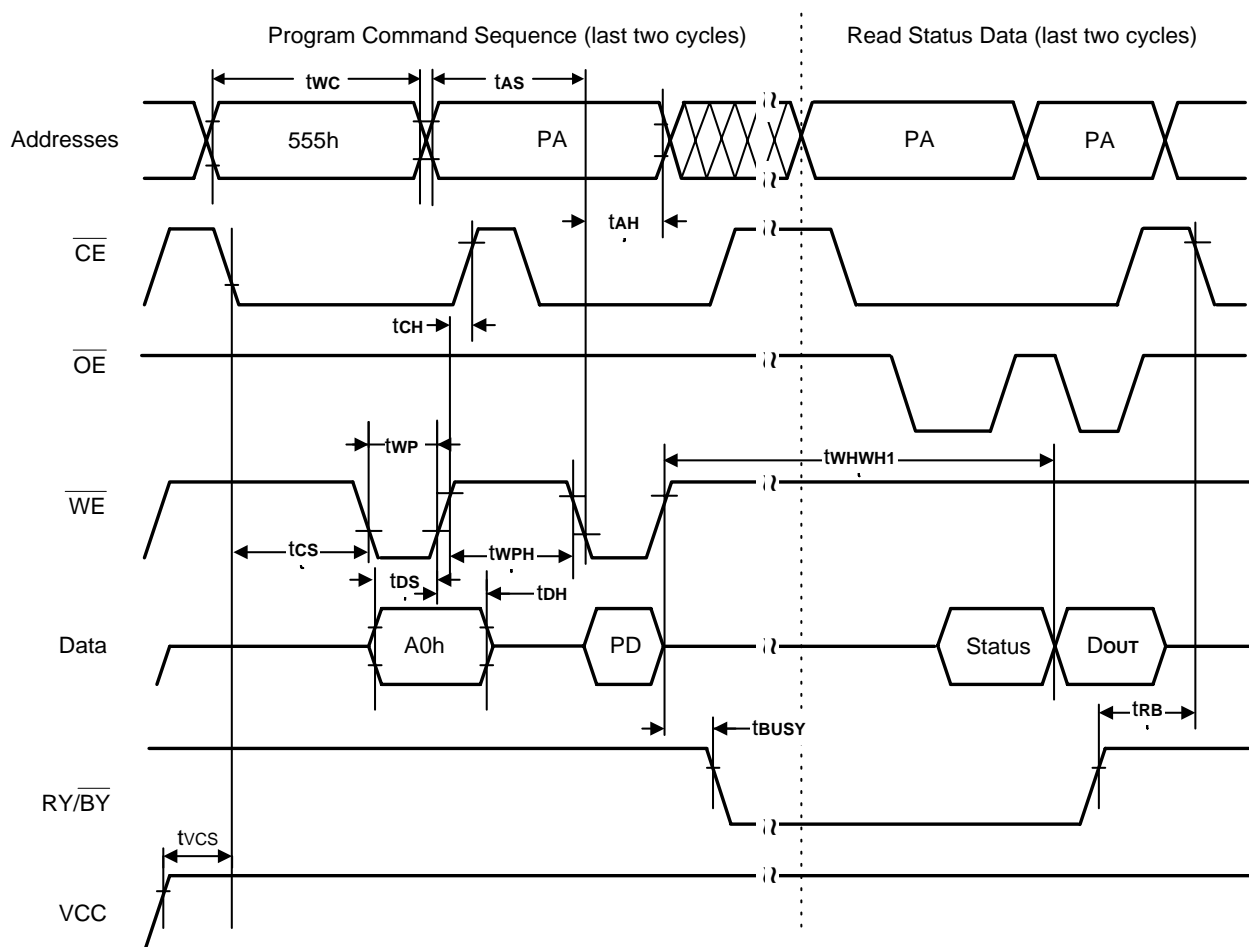 Program Command Sequence (last two cycles) Read Status Data (last two cycles)
tWC tAS
Addresses 555h PA PA PA
tAH
CE
tCH
OE
tWP tWHWH1
WE
tCS tWPH
tDS tDH
Data A0h PD Status DOUT
tBUSY tRB
RY/BY
tVCS
VCC